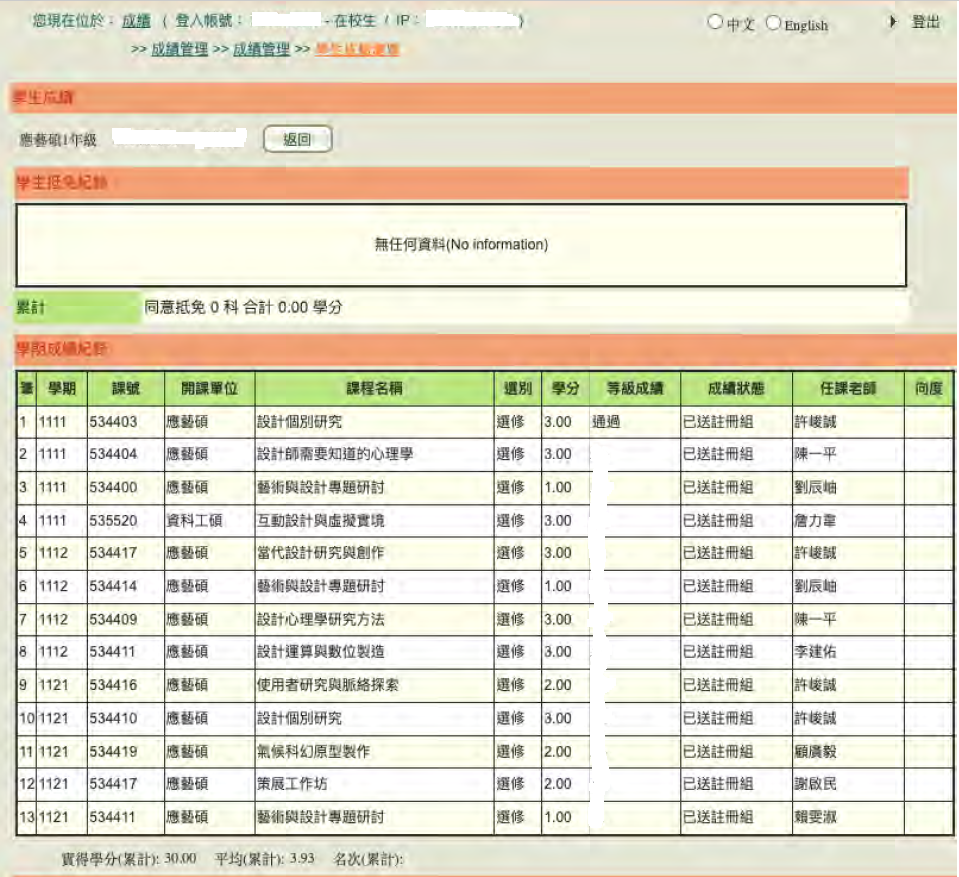 您現在位於： 成績 ( 登入帳號： - 在校生 ( IP： ) 中文 English 登出
>> 成績管理 >> 成績管理 >> 學生成績瀏覽
學生成績
應藝碩1年級 返回
學生抵免紀錄
無任何資料(No information)
累計 同意抵免 0 科 合計 0.00 學分
學期成績紀錄
筆 學期 課號 開課單位 課程名稱 選別 學分 等級成績 成績狀態 任課老師 向度
1 1111 534403 應藝碩 設計個別研究 選修 3.00 通過 已送註冊組 許峻誠
2 1111 534404 應藝碩 設計師需要知道的心理學 選修 3.00 已送註冊組 陳一平
3 1111 534400 應藝碩 藝術與設計專題研討 選修 1.00 已送註冊組 劉辰岫
4 1111 535520 資科工碩 互動設計與虛擬實境 選修 3.00 已送註冊組 詹力韋
5 1112 534417 應藝碩 當代設計研究與創作 選修 3.00 已送註冊組 許峻誠
6 1112 534414 應藝碩 藝術與設計專題研討 選修 1.00 已送註冊組 劉辰岫
7 1112 534409 應藝碩 設計心理學研究方法 選修 3.00 已送註冊組 陳一平
8 1112 534411 應藝碩 設計運算與數位製造 選修 3.00 已送註冊組 李建佑
9 1121 534416 應藝碩 使用者研究與脈絡探索 選修 2.00 已送註冊組 許峻誠
10 1121 534410 應藝碩 設計個別研究 選修 3.00 已送註冊組 許峻誠
11 1121 534419 應藝碩 氣候科幻原型製作 選修 2.00 已送註冊組 顧廣毅
12 1121 534417 應藝碩 策展工作坊 選修 2.00 已送註冊組 謝啟民
13 1121 534411 應藝碩 藝術與設計專題研討 選修 1.00 已送註冊組 賴雯淑
實得學分(累計): 30.00 平均(累計): 3.93 名次(累計):